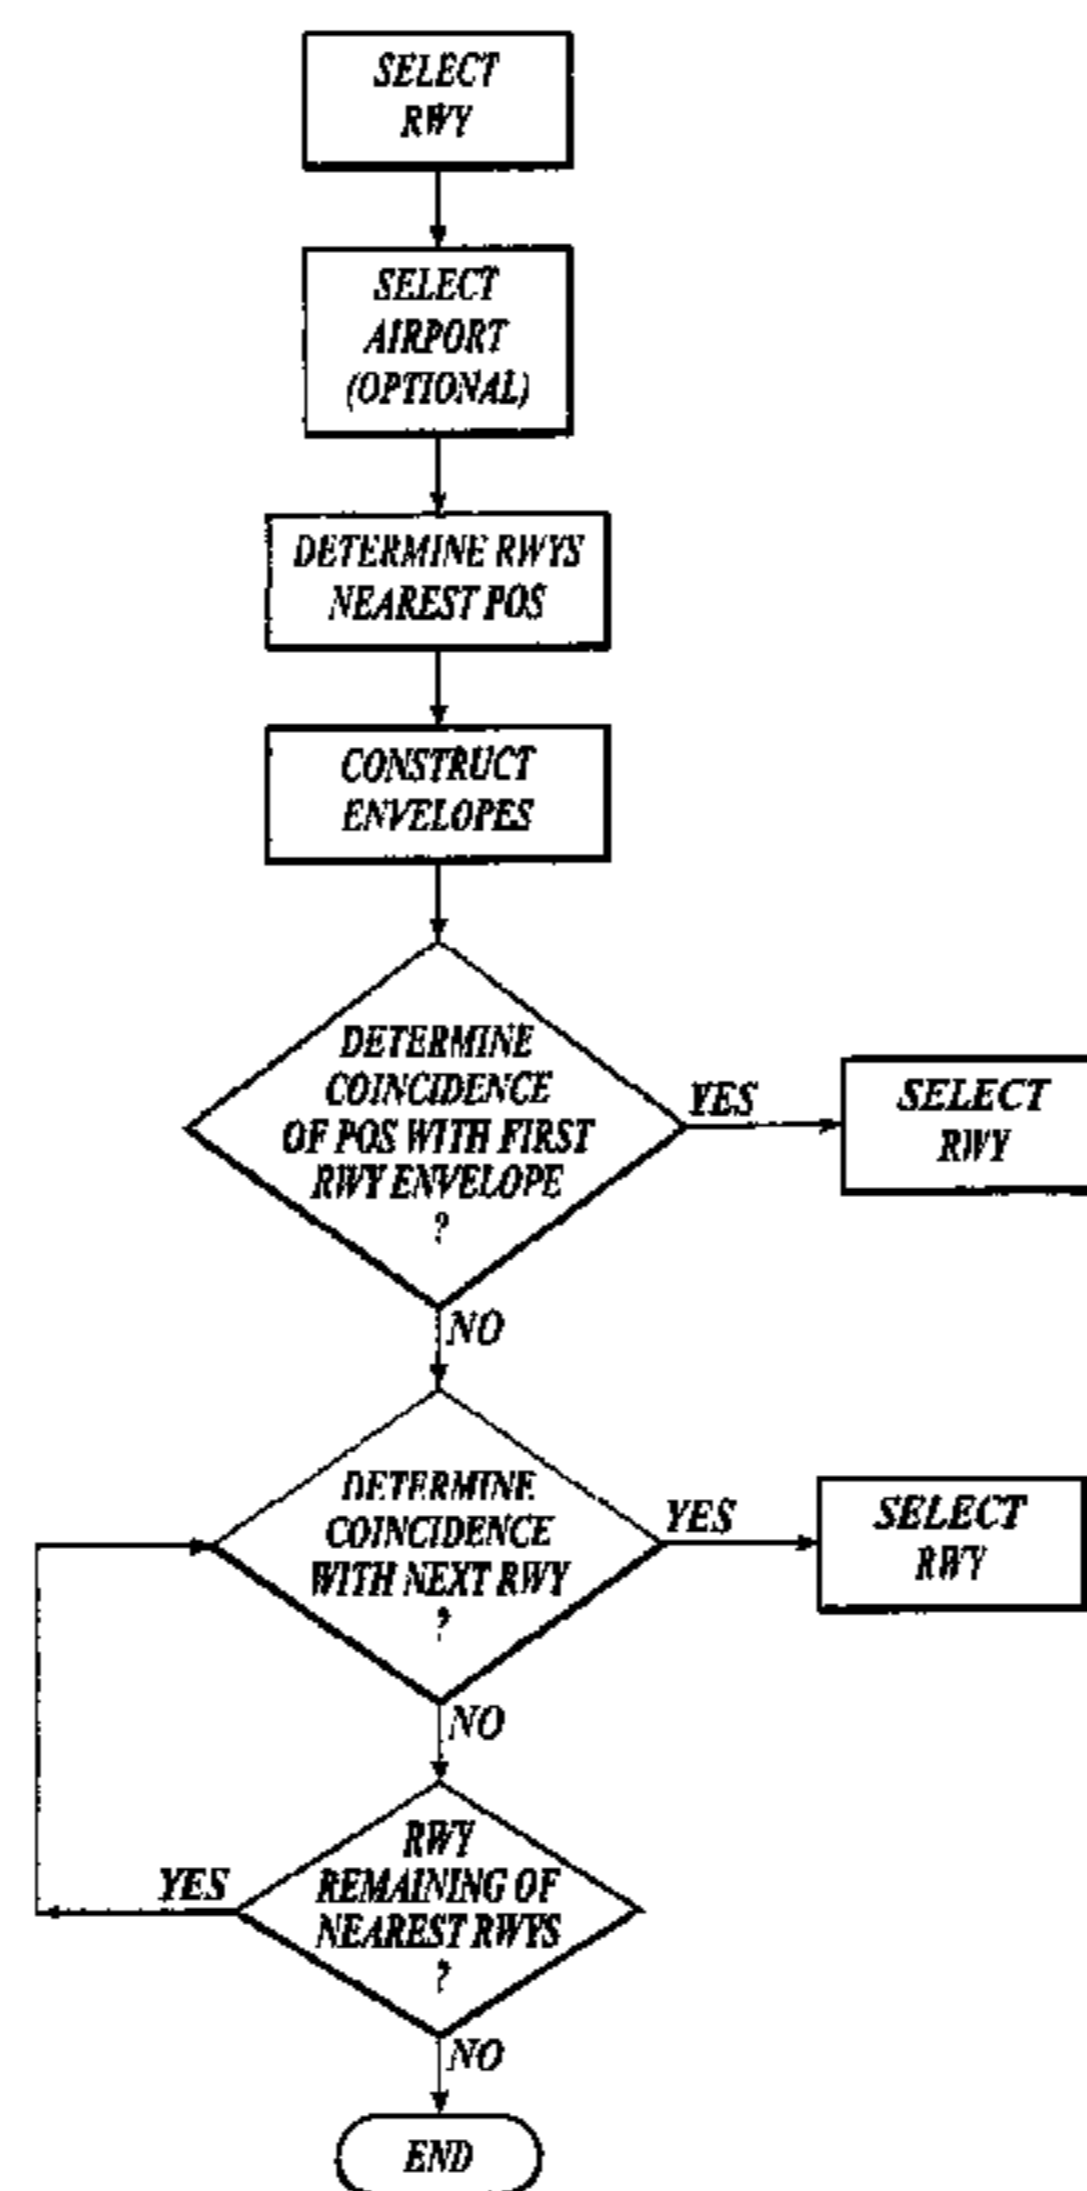 SELECT
RWY
SELECT
AIRPORT
(OPTIONAL)
DETERMINE RWYS
NEAREST POS
CONSTRUCT
ENVELOPES
DETERMINE
COINCIDENCE
OF POS WITH FIRST
RWY ENVELOPE
?
YES
SELECT
RWY
NO
DETERMINE
COINCIDENCE
WITH NEXT RWY
?
YES
SELECT
RWY
NO
RWY
REMAINING OF
NEAREST RWYS
?
YES
NO
END